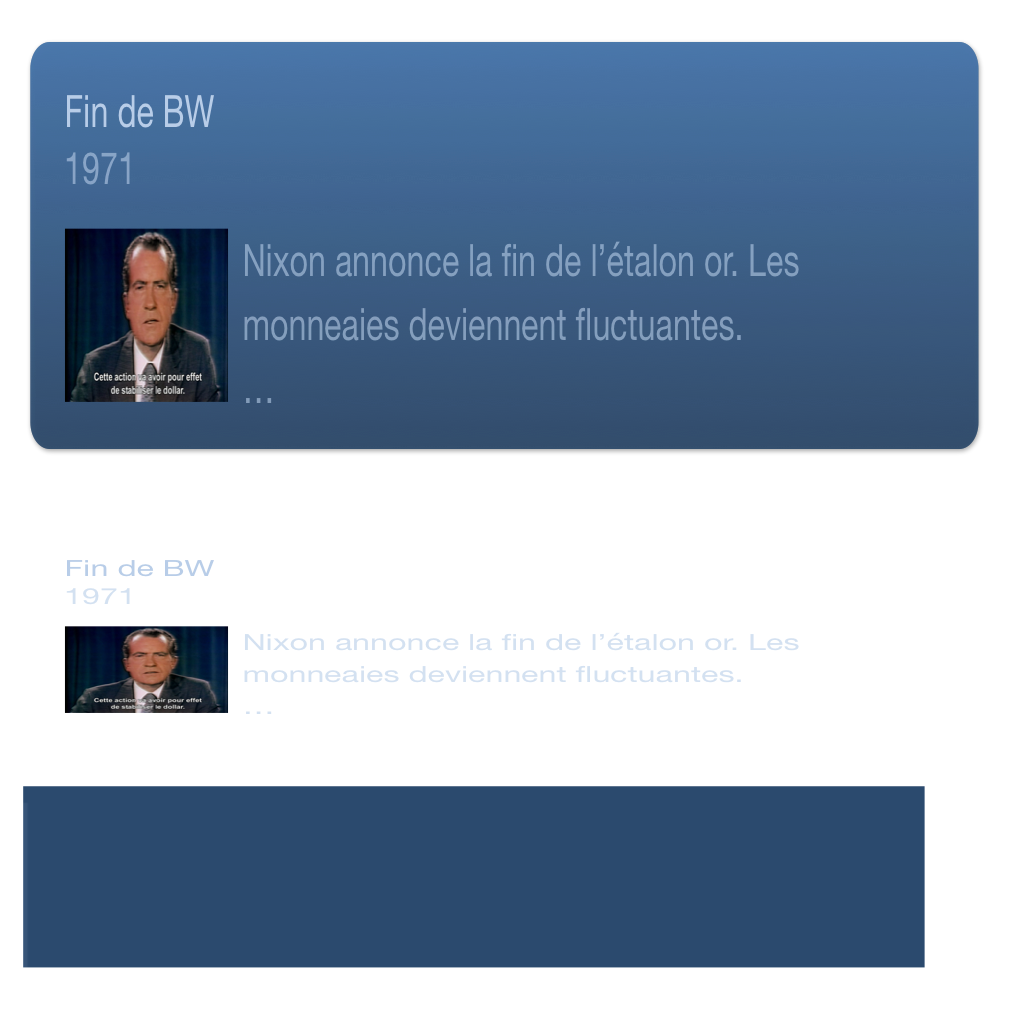 Fin de BW
1971
Nixon annonce la fin de l’étalon or. Les
monneaies deviennent fluctuantes.
...
Cette action va avoir pour effet
de stabiliser le dollar.
Fin de BW
1971
Nixon annonce la fin de l’étalon or. Les
monneaies deviennent fluctuantes.
...
Cette action va avoir pour effet
de stabiliser le dollar.